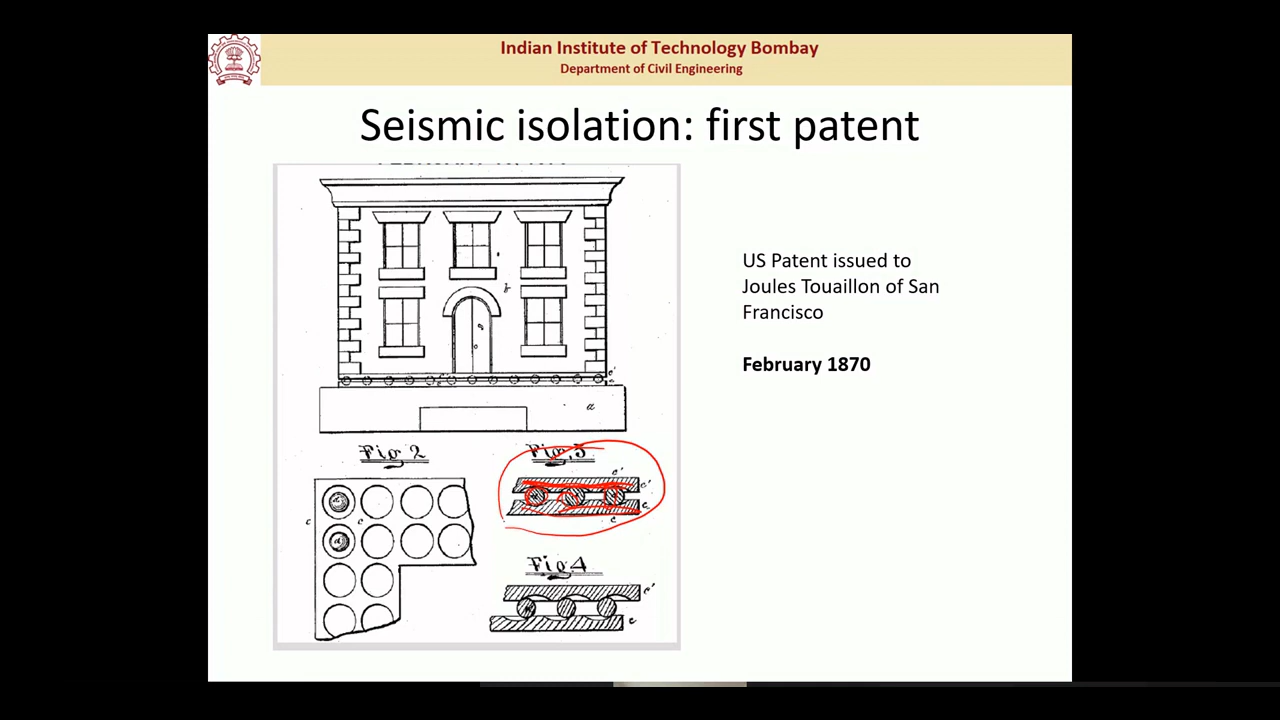 Indian Institute of Technology Bombay
Department of Civil Engineering
Seismic isolation: first patent
US Patent issued to
Joules Touaillon of San
Francisco
February 1870
b
a
Fig 2
Fig. 3
c'
c'
c
c
c
c
Fig 4
c'
c